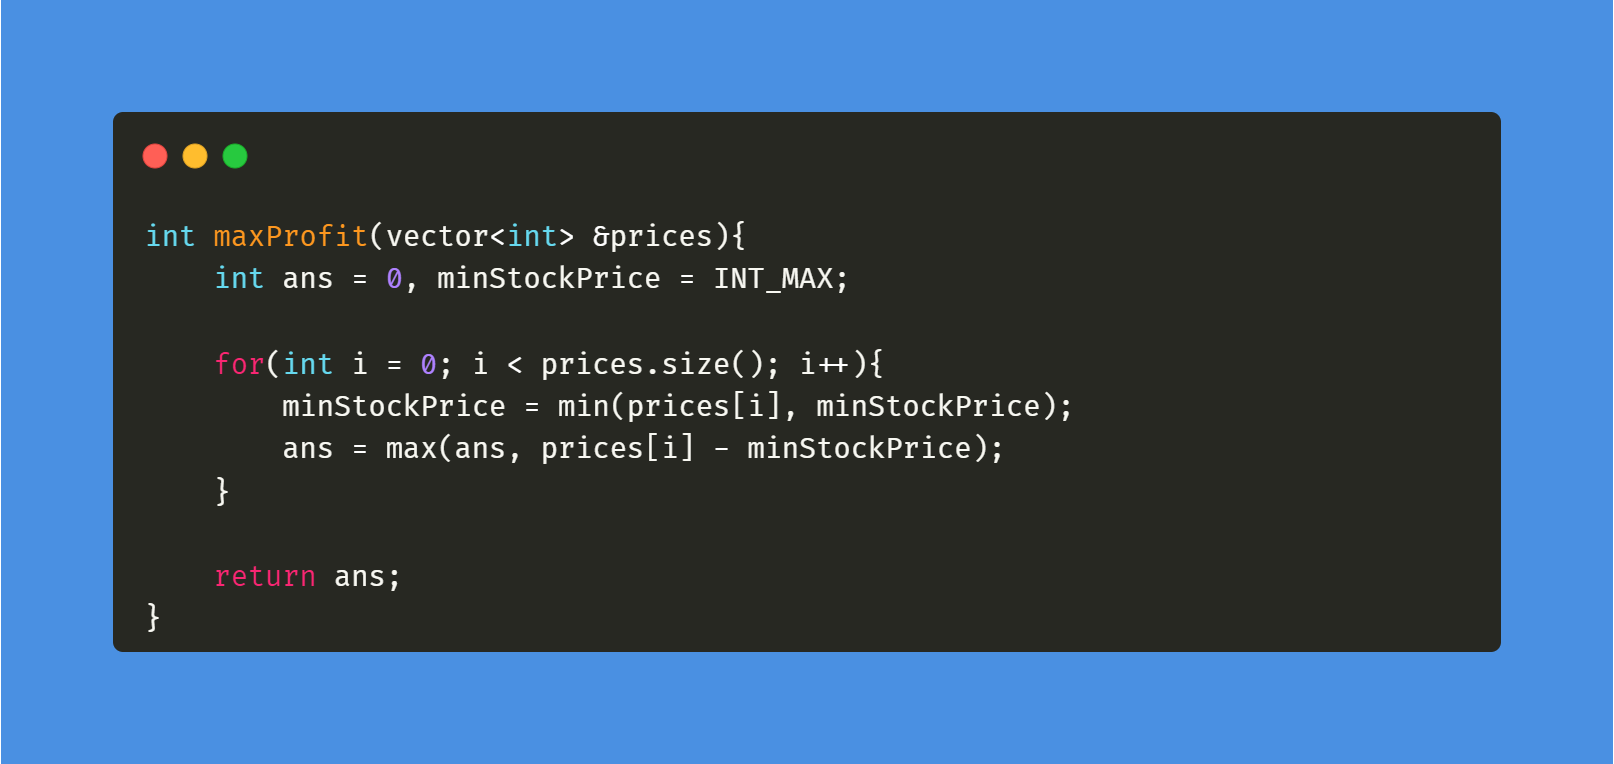 int maxProfit(vector<int> &prices){
    int ans = 0, minStockPrice = INT_MAX;
    for(int i = 0; i < prices.size(); i++){
        minStockPrice = min(prices[i], minStockPrice);
        ans = max(ans, prices[i] - minStockPrice);
    }
    return ans;
}